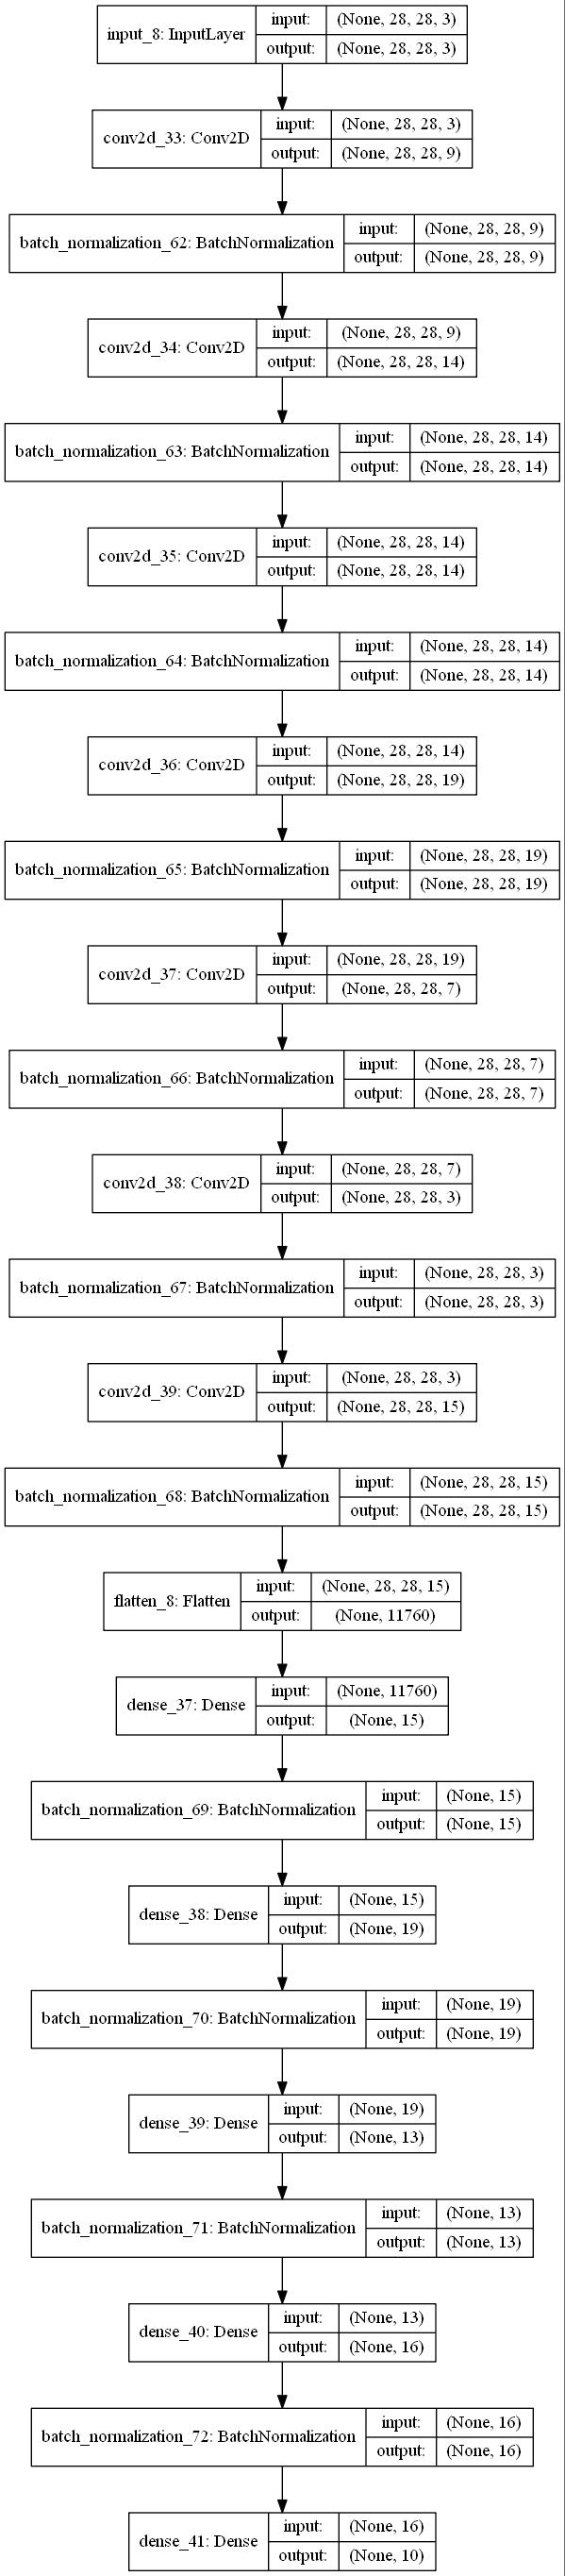 input_8: InputLayer
input: (None, 28, 28, 3)
output: (None, 28, 28, 3)
conv2d_33: Conv2D
input: (None, 28, 28, 3)
output: (None, 28, 28, 9)
batch_normalization_62: BatchNormalization
input: (None, 28, 28, 9)
output: (None, 28, 28, 9)
conv2d_34: Conv2D
input: (None, 28, 28, 9)
output: (None, 28, 28, 14)
batch_normalization_63: BatchNormalization
input: (None, 28, 28, 14)
output: (None, 28, 28, 14)
conv2d_35: Conv2D
input: (None, 28, 28, 14)
output: (None, 28, 28, 14)
batch_normalization_64: BatchNormalization
input: (None, 28, 28, 14)
output: (None, 28, 28, 14)
conv2d_36: Conv2D
input: (None, 28, 28, 14)
output: (None, 28, 28, 19)
batch_normalization_65: BatchNormalization
input: (None, 28, 28, 19)
output: (None, 28, 28, 19)
conv2d_37: Conv2D
input: (None, 28, 28, 19)
output: (None, 28, 28, 7)
batch_normalization_66: BatchNormalization
input: (None, 28, 28, 7)
output: (None, 28, 28, 7)
conv2d_38: Conv2D
input: (None, 28, 28, 7)
output: (None, 28, 28, 3)
batch_normalization_67: BatchNormalization
input: (None, 28, 28, 3)
output: (None, 28, 28, 3)
conv2d_39: Conv2D
input: (None, 28, 28, 3)
output: (None, 28, 28, 15)
batch_normalization_68: BatchNormalization
input: (None, 28, 28, 15)
output: (None, 28, 28, 15)
flatten_8: Flatten
input: (None, 28, 28, 15)
output: (None, 11760)
dense_37: Dense
input: (None, 11760)
output: (None, 15)
batch_normalization_69: BatchNormalization
input: (None, 15)
output: (None, 15)
dense_38: Dense
input: (None, 15)
output: (None, 19)
batch_normalization_70: BatchNormalization
input: (None, 19)
output: (None, 19)
dense_39: Dense
input: (None, 19)
output: (None, 13)
batch_normalization_71: BatchNormalization
input: (None, 13)
output: (None, 13)
dense_40: Dense
input: (None, 13)
output: (None, 16)
batch_normalization_72: BatchNormalization
input: (None, 16)
output: (None, 16)
dense_41: Dense
input: (None, 16)
output: (None, 10)